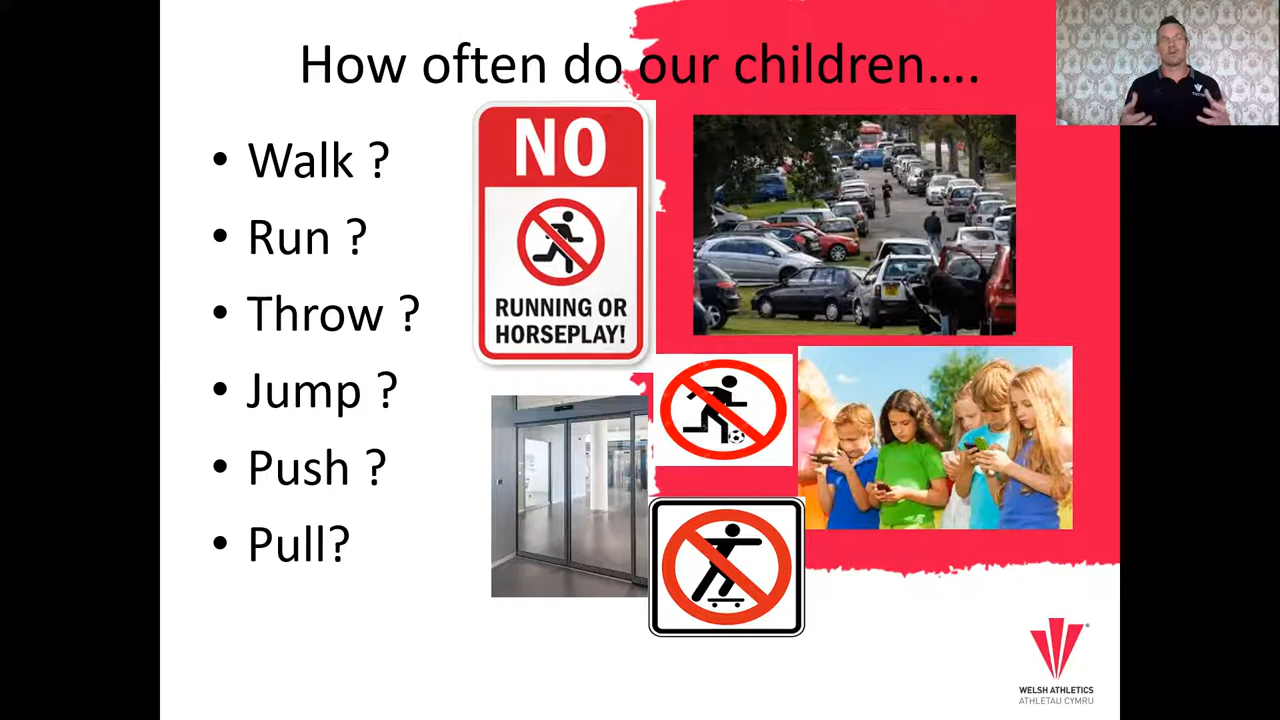 How often do our children….
• Walk ?
• Run ?
• Throw ?
• Jump ?
• Push ?
• Pull?
NO
RUNNING OR
HORSEPLAY!
WELSH ATHLETICS
ATHLETAU CYMRU